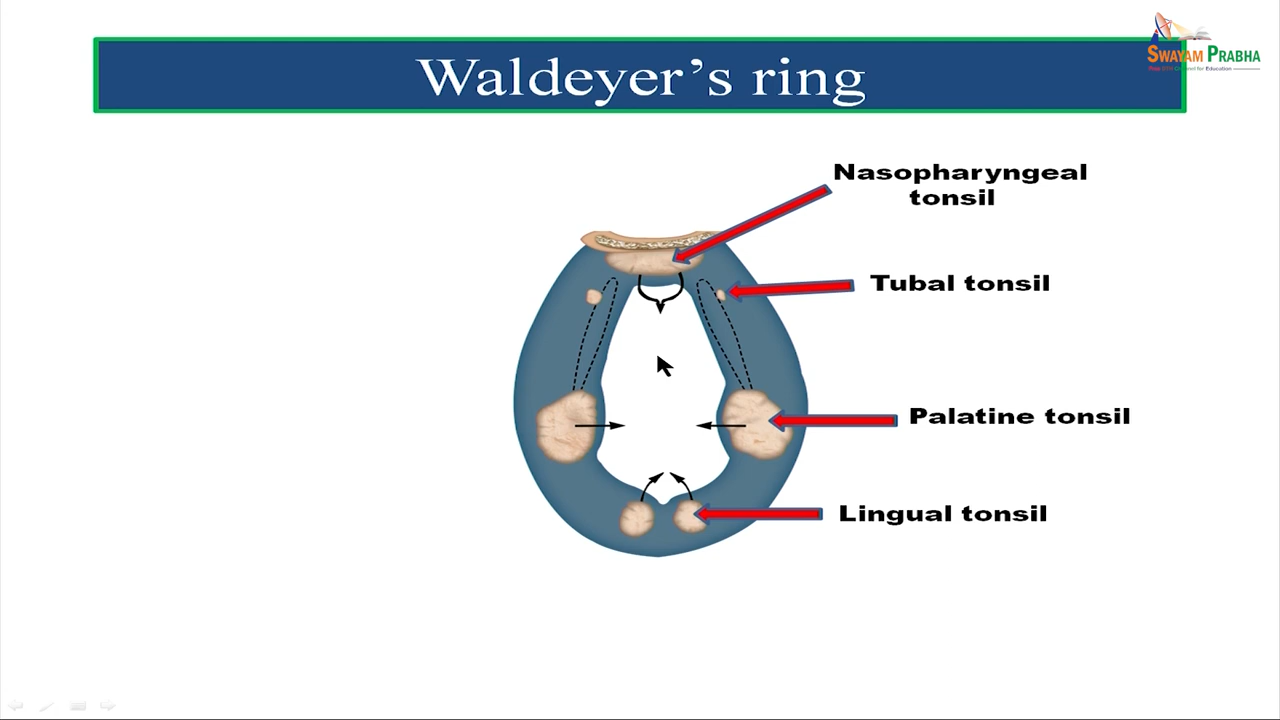 Waldeyer's ring
SWAYAM PRABHA
Nasopharyngeal
tonsil
Tubal tonsil
Palatine tonsil
Lingual tonsil